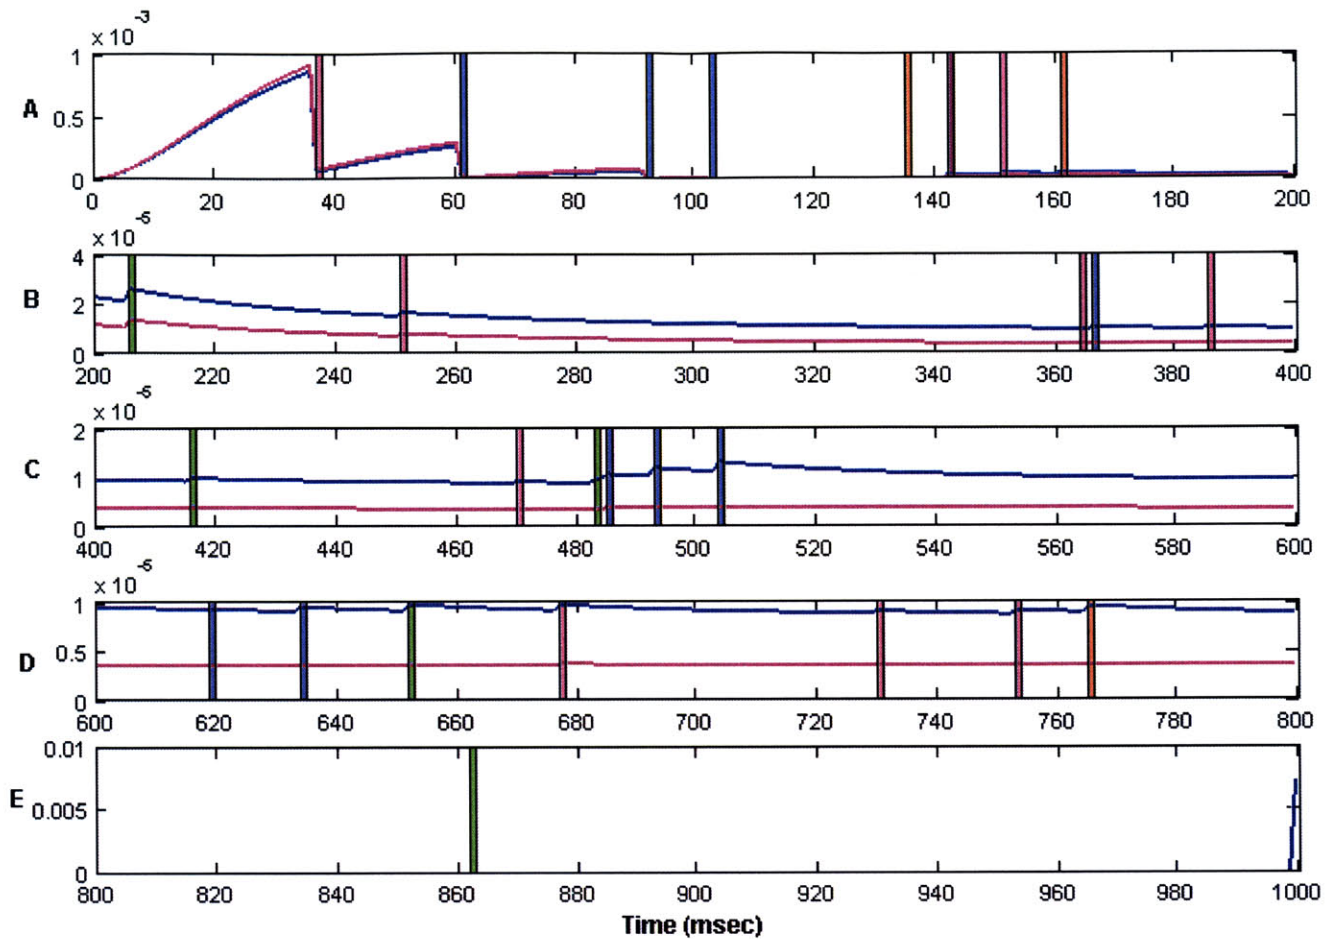 x 10^-3
1
A 0.5
0
0 20 40 60 80 100 120 140 160 180 200
x 10^-5
4
B 2
0
200 220 240 260 280 300 320 340 360 380 400
x 10^-5
2
C 1
0
400 420 440 460 480 500 520 540 560 580 600
x 10^-5
1
D 0.5
0
600 620 640 660 680 700 720 740 760 780 800
0.01
E 0.005
0
800 820 840 860 880 900 920 940 960 980 1000
Time (msec)